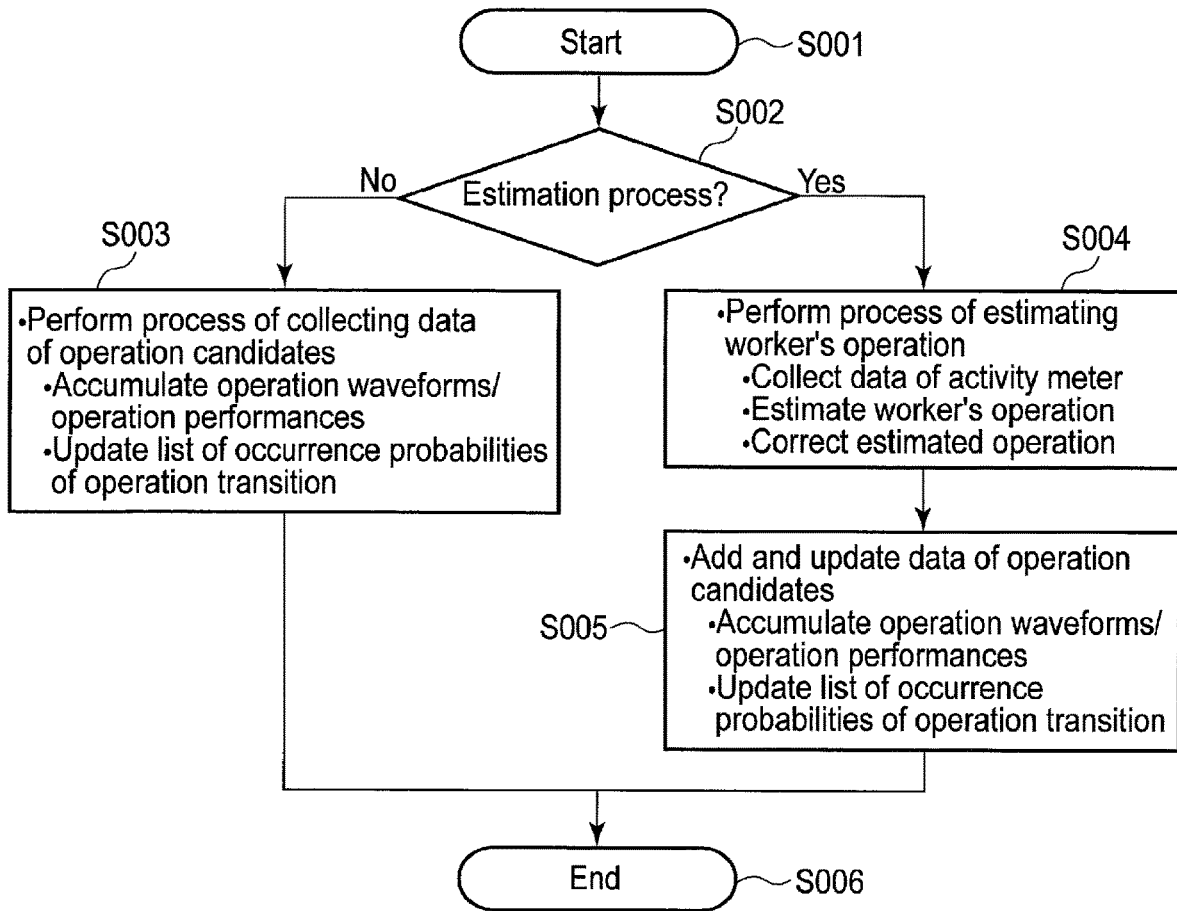 Start
S001
S002
Estimation process?
No
Yes
S003
•Perform process of collecting data
of operation candidates
•Accumulate operation waveforms/
operation performances
•Update list of occurrence probabilities
of operation transition
S004
•Perform process of estimating
worker's operation
•Collect data of activity meter
•Estimate worker's operation
•Correct estimated operation
S005
•Add and update data of operation
candidates
•Accumulate operation waveforms/
operation performances
•Update list of occurrence
probabilities of operation transition
End
S006